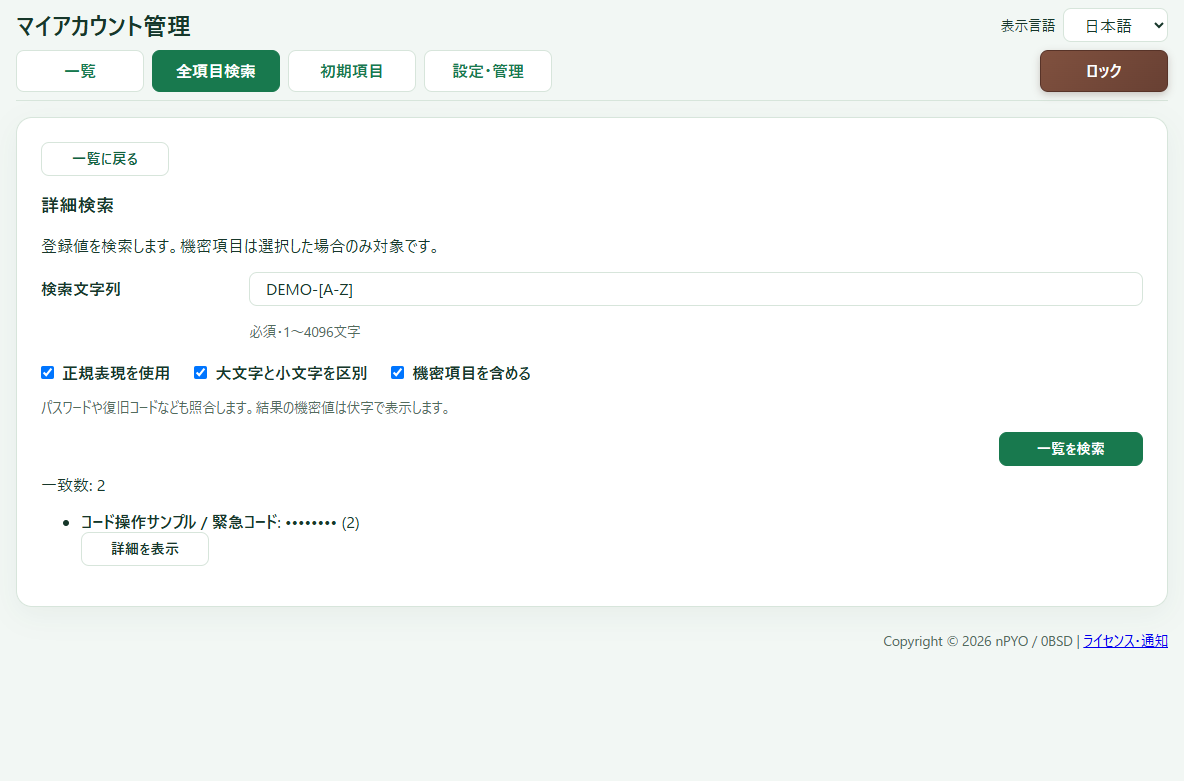 マイアカウント管理
表示言語 日本語
一覧 全項目検索 初期項目 設定・管理 ロック
一覧に戻る
詳細検索
登録値を検索します。機密項目は選択した場合のみ対象です。
検索文字列 DEMO-[A-Z]
必須・1～4096文字
正規表現を使用 大文字と小文字を区別 機密項目を含める
パスワードや復旧コードなども照合します。結果の機密値は伏字で表示します。
一覧を検索
一致数: 2
• コード操作サンプル / 緊急コード: •••••••• (2)
詳細を表示
Copyright © 2026 nPYO / 0BSD | ライセンス・通知